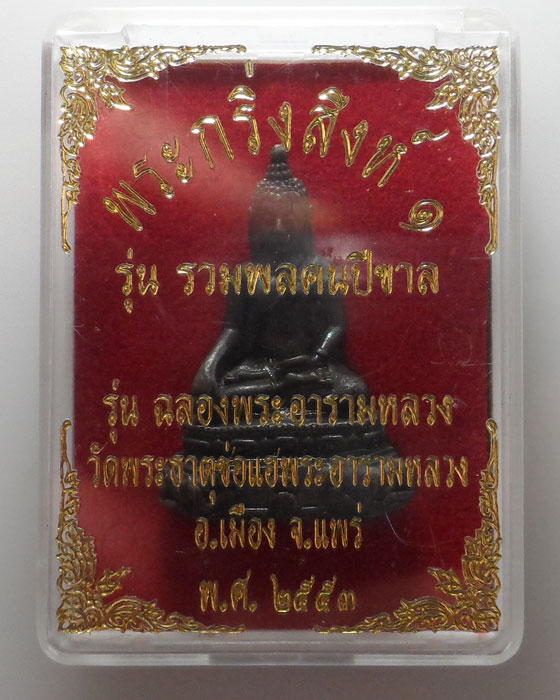 พระกริ่งสิงห์ ๑
รุ่น รวมพลคนปีขาล
รุ่น ฉลองพระอารามหลวง
วัดพระธาตุช่อแฮพระอารามหลวง
อ.เมือง จ.แพร่
พ.ศ. ๒๕๕๓